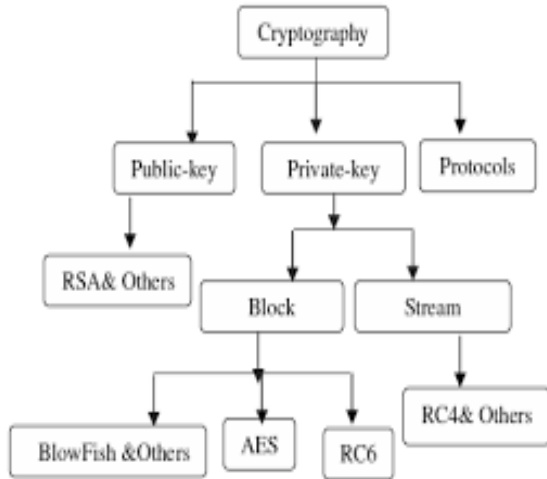 Cryptography
Public-key
Private-key
Protocols
RSA& Others
Block
Stream
BlowFish &Others
AES
RC6
RC4& Others